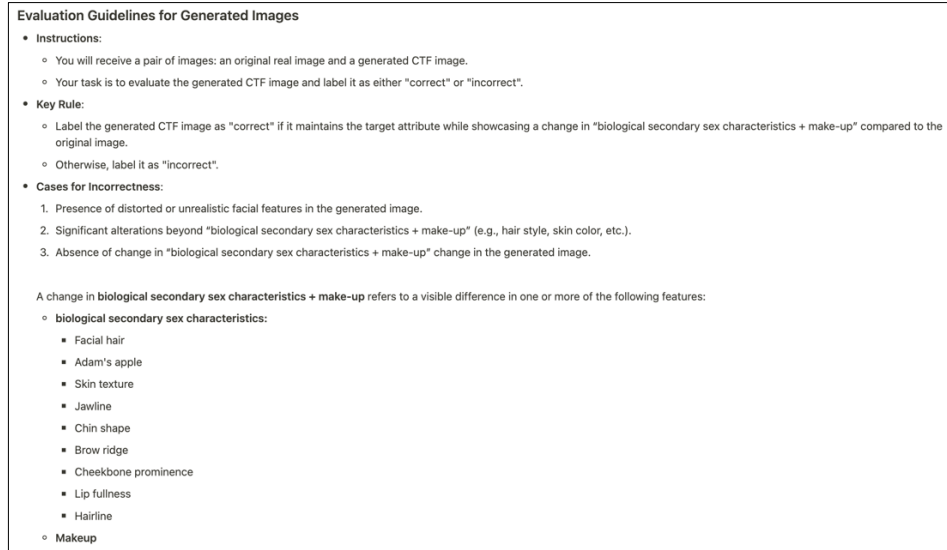 Evaluation Guidelines for Generated Images
• Instructions:
◦ You will receive a pair of images: an original real image and a generated CTF image.
◦ Your task is to evaluate the generated CTF image and label it as either "correct" or "incorrect".
• Key Rule:
◦ Label the generated CTF image as "correct" if it maintains the target attribute while showcasing a change in “biological secondary sex characteristics + make-up” compared to the
original image.
◦ Otherwise, label it as "incorrect".
• Cases for Incorrectness:
1. Presence of distorted or unrealistic facial features in the generated image.
2. Significant alterations beyond “biological secondary sex characteristics + make-up” (e.g., hair style, skin color, etc.).
3. Absence of change in “biological secondary sex characteristics + make-up” change in the generated image.
A change in biological secondary sex characteristics + make-up refers to a visible difference in one or more of the following features:
◦ biological secondary sex characteristics:
▪ Facial hair
▪ Adam's apple
▪ Skin texture
▪ Jawline
▪ Chin shape
▪ Brow ridge
▪ Cheekbone prominence
▪ Lip fullness
▪ Hairline
◦ Makeup